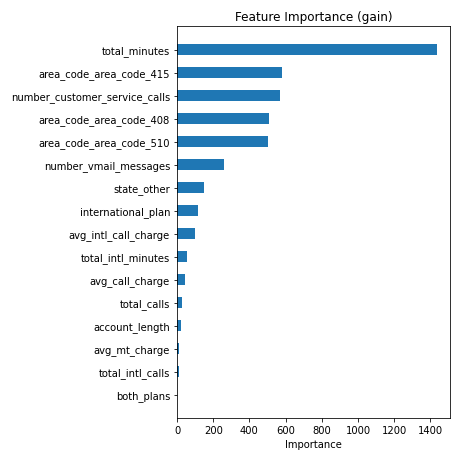 Feature Importance (gain)
total_minutes
area_code_area_code_415
number_customer_service_calls
area_code_area_code_408
area_code_area_code_510
number_vmail_messages
state_other
international_plan
avg_intl_call_charge
total_intl_minutes
avg_call_charge
total_calls
account_length
avg_mt_charge
total_intl_calls
both_plans
0 200 400 600 800 1000 1200 1400
Importance